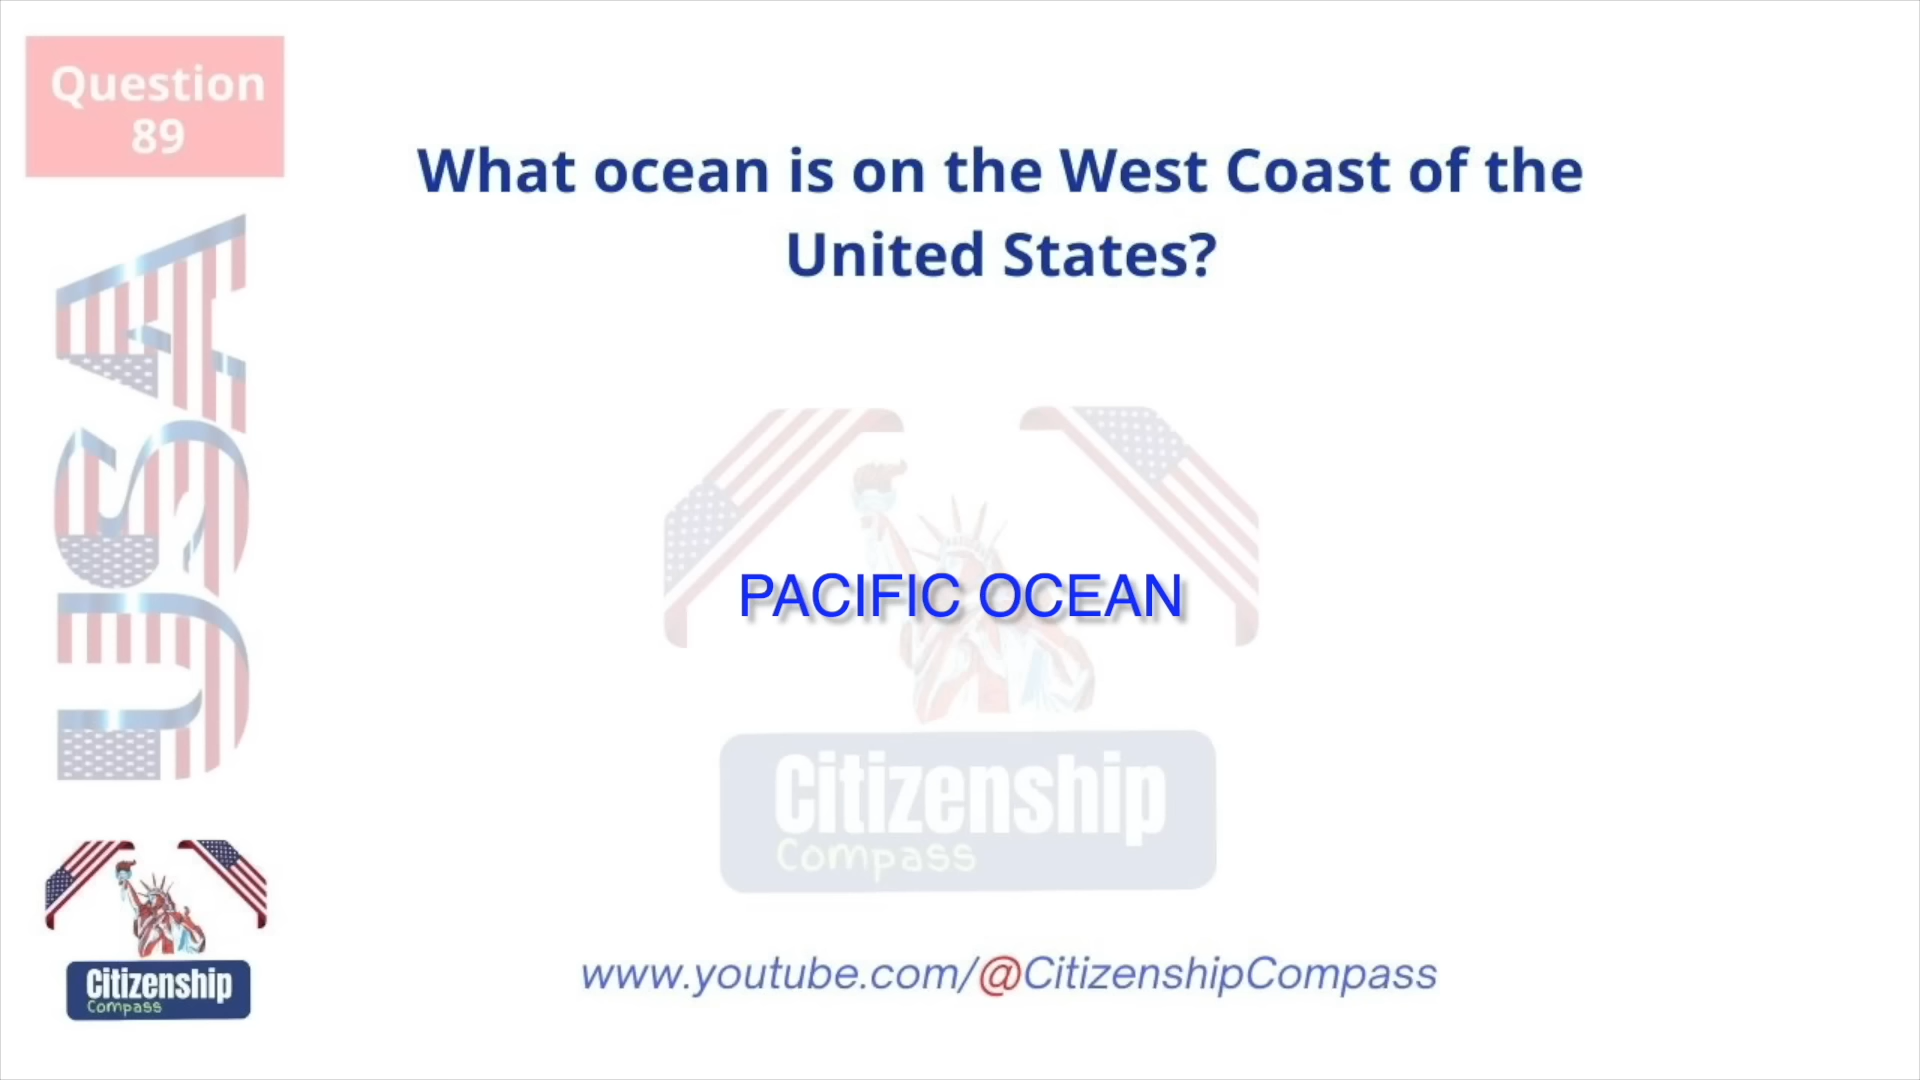 Question
89
What ocean is on the West Coast of the
United States?
USA
PACIFIC OCEAN
Citizenship
Compass
Citizenship
Compass
www.youtube.com/@CitizenshipCompass